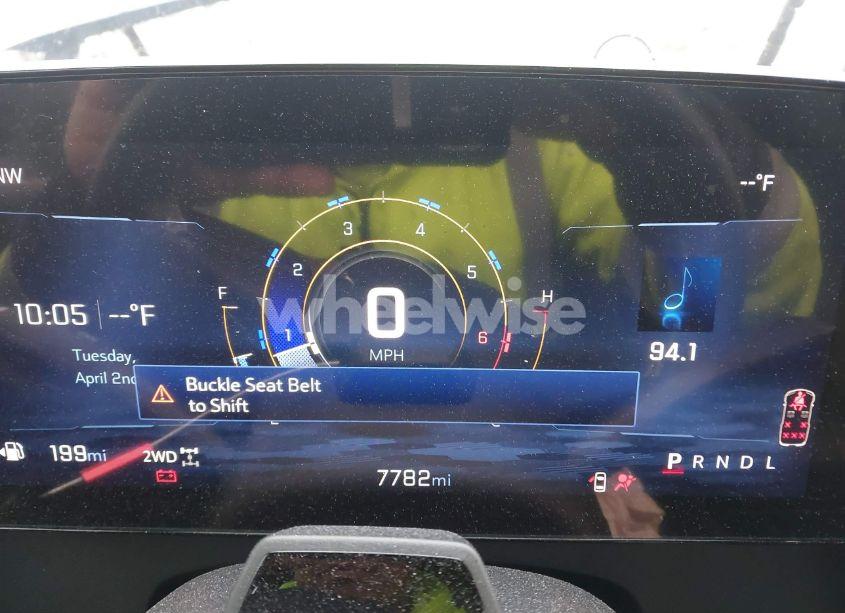 NW
--°F
3
4
2
5
F
H
wheelwise
10:05 --°F
0
1
6
MPH
94.1
Tuesday,
April 2nd
Buckle Seat Belt
to Shift
199mi
2WD
7782mi
P R N D L